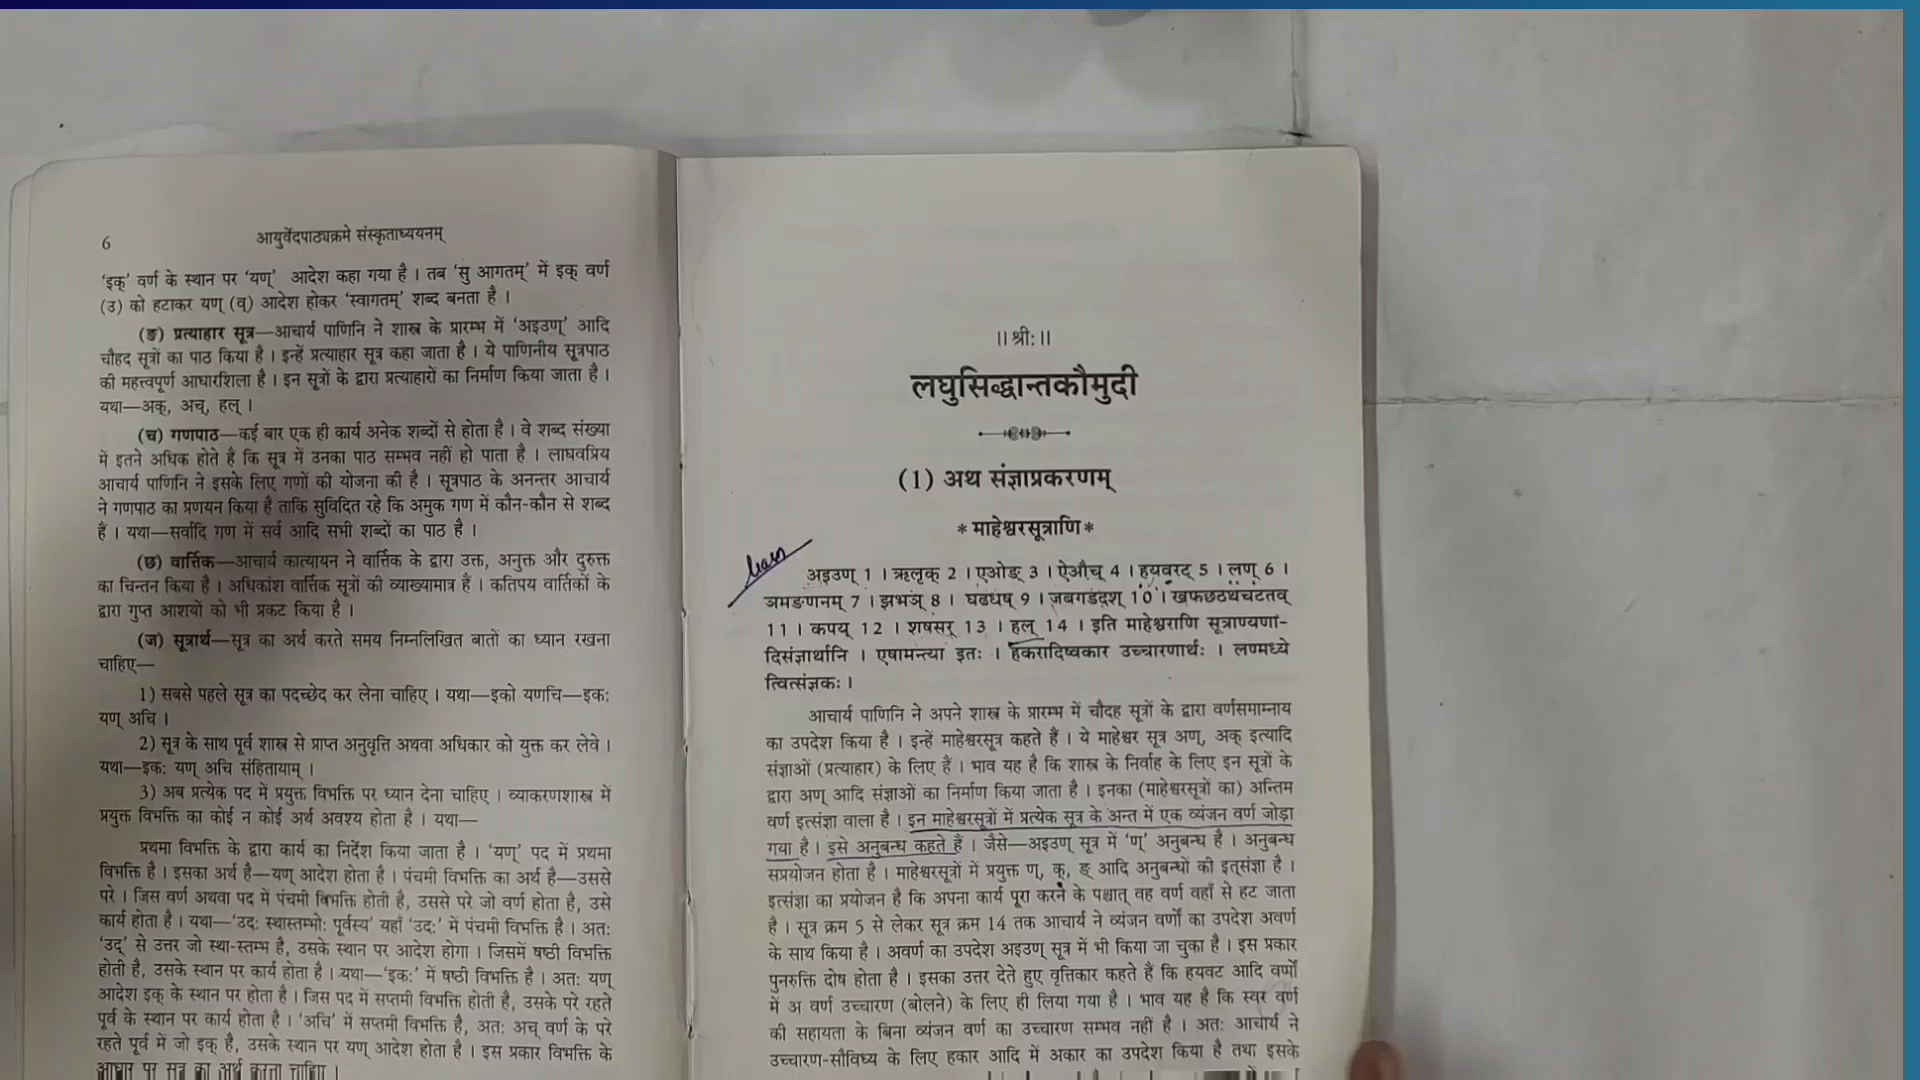 6
आयुर्वेदपाठ्यक्रमे संस्कृताध्ययनम्
‘इक्’ वर्ण के स्थान पर ‘यण्’ आदेश कहा गया है । तब ‘सु आगतम्’ में इक् वर्ण
(उ) को हटाकर यण् (व्) आदेश होकर ‘स्वागतम्’ शब्द बनता है ।
(ङ) प्रत्याहार सूत्र—आचार्य पाणिनि ने शास्त्र के प्रारम्भ में ‘अइउण्’ आदि
चौदह सूत्रों का पाठ किया है । इन्हें प्रत्याहार सूत्र कहा जाता है । ये पाणिनीय सूत्रपाठ
की महत्त्वपूर्ण आधारशिला है । इन सूत्रों के द्वारा प्रत्याहारों का निर्माण किया जाता है ।
यथा—अक्, अच्, हल् ।
(च) गणपाठ—कई बार एक ही कार्य अनेक शब्दों से होता है । वे शब्द संख्या
में इतने अधिक होते है कि सूत्र में उनका पाठ सम्भव नहीं हो पाता है । लाघवप्रिय
आचार्य पाणिनि ने इसके लिए गणों की योजना की है । सूत्रपाठ के अनन्तर आचार्य
ने गणपाठ का प्रणयन किया है ताकि सुविदित रहे कि अमुक गण में कौन-कौन से शब्द
हैं । यथा—सर्वादि गण में सर्व आदि सभी शब्दों का पाठ है ।
(छ) वार्त्तिक—आचार्य कात्यायन ने वार्त्तिक के द्वारा उक्त, अनुक्त और दुरुक्त
का चिन्तन किया है । अधिकांश वार्त्तिक सूत्रों की व्याख्यामात्र हैं । कतिपय वार्तिकों के
द्वारा गुप्त आशयों को भी प्रकट किया है ।
(ज) सूत्रार्थ—सूत्र का अर्थ करते समय निम्नलिखित बातों का ध्यान रखना
चाहिए—
1) सबसे पहले सूत्र का पदच्छेद कर लेना चाहिए । यथा—इको यणचि—इक:
यण् अचि ।
2) सूत्र के साथ पूर्व शास्त्र से प्राप्त अनुवृत्ति अथवा अधिकार को युक्त कर लेवे ।
यथा—इक: यण् अचि संहितायाम् ।
3) अब प्रत्येक पद में प्रयुक्त विभक्ति पर ध्यान देना चाहिए । व्याकरणशास्त्र में
प्रयुक्त विभक्ति का कोई न कोई अर्थ अवश्य होता है । यथा—
प्रथमा विभक्ति के द्वारा कार्य का निर्देश किया जाता है । ‘यण्’ पद में प्रथमा
विभक्ति है । इसका अर्थ है—यण् आदेश होता है । पंचमी विभक्ति का अर्थ है—उससे
परे । जिस वर्ण अथवा पद में पंचमी विभक्ति होती है, उससे परे जो वर्ण होता है, उसे
कार्य होता है । यथा—‘उद: स्थास्तम्भो: पूर्वस्य’ यहाँ ‘उद:’ में पंचमी विभक्ति है । अत:
‘उद्’ से उत्तर जो स्था-स्तम्भ है, उसके स्थान पर आदेश होगा । जिसमें षष्ठी विभक्ति
होती है, उसके स्थान पर कार्य होता है । यथा—‘इक:’ में षष्ठी विभक्ति है । अत: यण्
आदेश इक् के स्थान पर होता है । जिस पद में सप्तमी विभक्ति होती है, उसके परे रहते
पूर्व के स्थान पर कार्य होता है । ‘अचि’ में सप्तमी विभक्ति है, अत: अच् वर्ण के परे
रहते पूर्व में जो इक् है, उसके स्थान पर यण् आदेश होता है । इस प्रकार विभक्ति के
आधार पर सूत्र का अर्थ करना चाहिए ।
॥ श्री: ॥
लघुसिद्धान्तकौमुदी
(1) अथ संज्ञाप्रकरणम्
* माहेश्वरसूत्राणि *
अइउण् 1 । ऋलृक् 2 । एओङ् 3 । ऐऔच् 4 । हयवरट् 5 । लण् 6 ।
ञमङणनम् 7 । झभञ् 8 । घढधष् 9 । जबगडदश् 10 । खफछठथचटतव्
11 । कपय् 12 । शषसर् 13 । हल् 14 । इति माहेश्वराणि सूत्राण्यणा-
दिसंज्ञार्थानि । एषामन्त्या इतः । हकारादिष्वकार उच्चारणार्थः । लण्मध्ये
त्वित्संज्ञकः ।
आचार्य पाणिनि ने अपने शास्त्र के प्रारम्भ में चौदह सूत्रों के द्वारा वर्णसमाम्नाय
का उपदेश किया है । इन्हें माहेश्वरसूत्र कहते हैं । ये माहेश्वर सूत्र अण्, अक् इत्यादि
संज्ञाओं (प्रत्याहार) के लिए हैं । भाव यह है कि शास्त्र के निर्वाह के लिए इन सूत्रों के
द्वारा अण् आदि संज्ञाओं का निर्माण किया जाता है । इनका (माहेश्वरसूत्रों का) अन्तिम
वर्ण इत्संज्ञा वाला है । इन माहेश्वरसूत्रों में प्रत्येक सूत्र के अन्त में एक व्यंजन वर्ण जोड़ा
गया है । इसे अनुबन्ध कहते हैं । जैसे—अइउण् सूत्र में ‘ण्’ अनुबन्ध है । अनुबन्ध
सप्रयोजन होता है । माहेश्वरसूत्रों में प्रयुक्त ण्, क्, ङ् आदि अनुबन्धों की इत्संज्ञा है ।
इत्संज्ञा का प्रयोजन है कि अपना कार्य पूरा करने के पश्चात् वह वर्ण वहाँ से हट जाता
है । सूत्र क्रम 5 से लेकर सूत्र क्रम 14 तक आचार्य ने व्यंजन वर्णों का उपदेश अवर्ण
के साथ किया है । अवर्ण का उपदेश अइउण् सूत्र में भी किया जा चुका है । इस प्रकार
पुनरुक्ति दोष होता है । इसका उत्तर देते हुए वृत्तिकार कहते हैं कि हयवट आदि वर्णों
में अ वर्ण उच्चारण (बोलने) के लिए ही लिया गया है । भाव यह है कि स्वर वर्ण
की सहायता के बिना व्यंजन वर्ण का उच्चारण सम्भव नहीं है । अत: आचार्य ने
उच्चारण-सौविध्य के लिए हकार आदि में अकार का उपदेश किया है तथा इसके